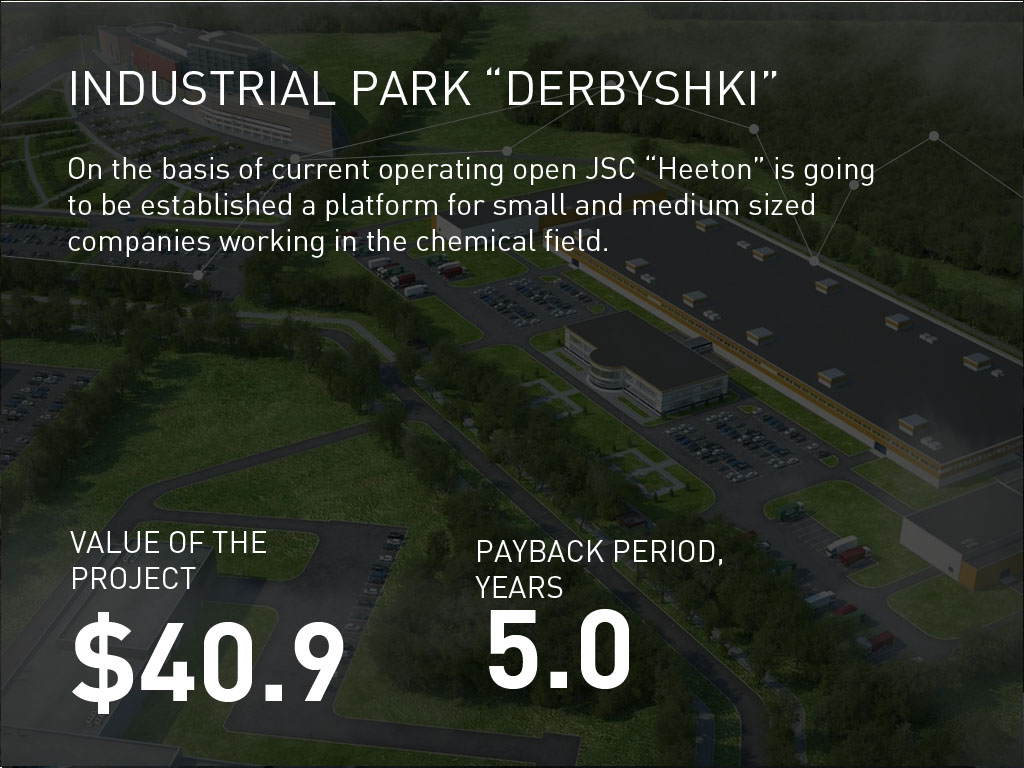 INDUSTRIAL PARK “DERBYSHKI”
On the basis of current operating open JSC “Heeton” is going
to be established a platform for small and medium sized
companies working in the chemical field.
VALUE OF THE
PROJECT
$40.9
PAYBACK PERIOD,
YEARS
5.0